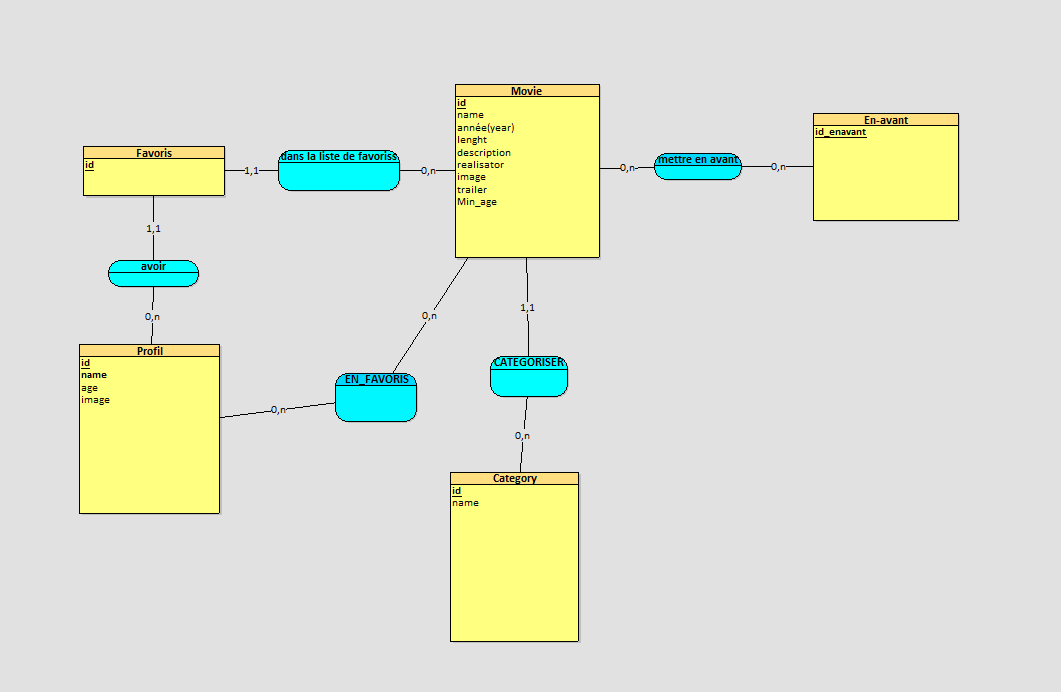 Movie
id
name
année(year)
lenght
description
realisator
image
trailer
Min_age
En-avant
id_enavant
Favoris
id
dans la liste de favoriss
1,1
0,n
mettre en avant
0,n
0,n
1,1
avoir
0,n
Profil
id
name
age
image
0,n
EN_FAVORIS
0,n
1,1
CATEGORISER
0,n
Category
id
name